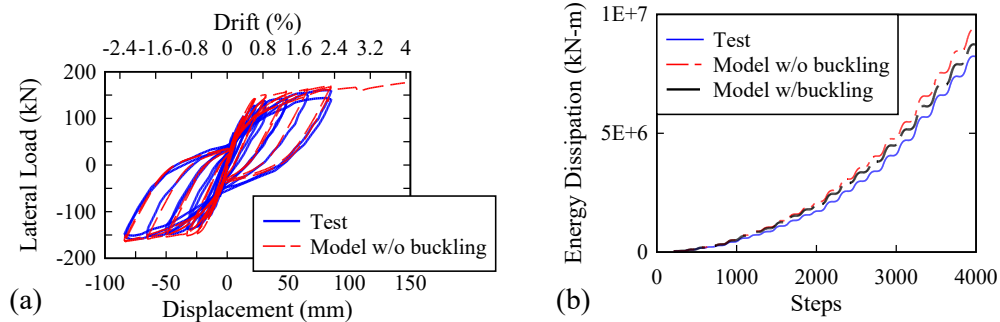 Drift (%)
-2.4 -1.6 -0.8 0 0.8 1.6 2.4 3.2 4
200
100
0
-100
-200
Lateral Load (kN)
Test
Model w/o buckling
-100 -50 0 50 100 150
Displacement (mm)
(a)
1E+7
5E+6
0
Energy Dissipation (kN-m)
Test
Model w/o buckling
Model w/buckling
0 1000 2000 3000 4000
Steps
(b)